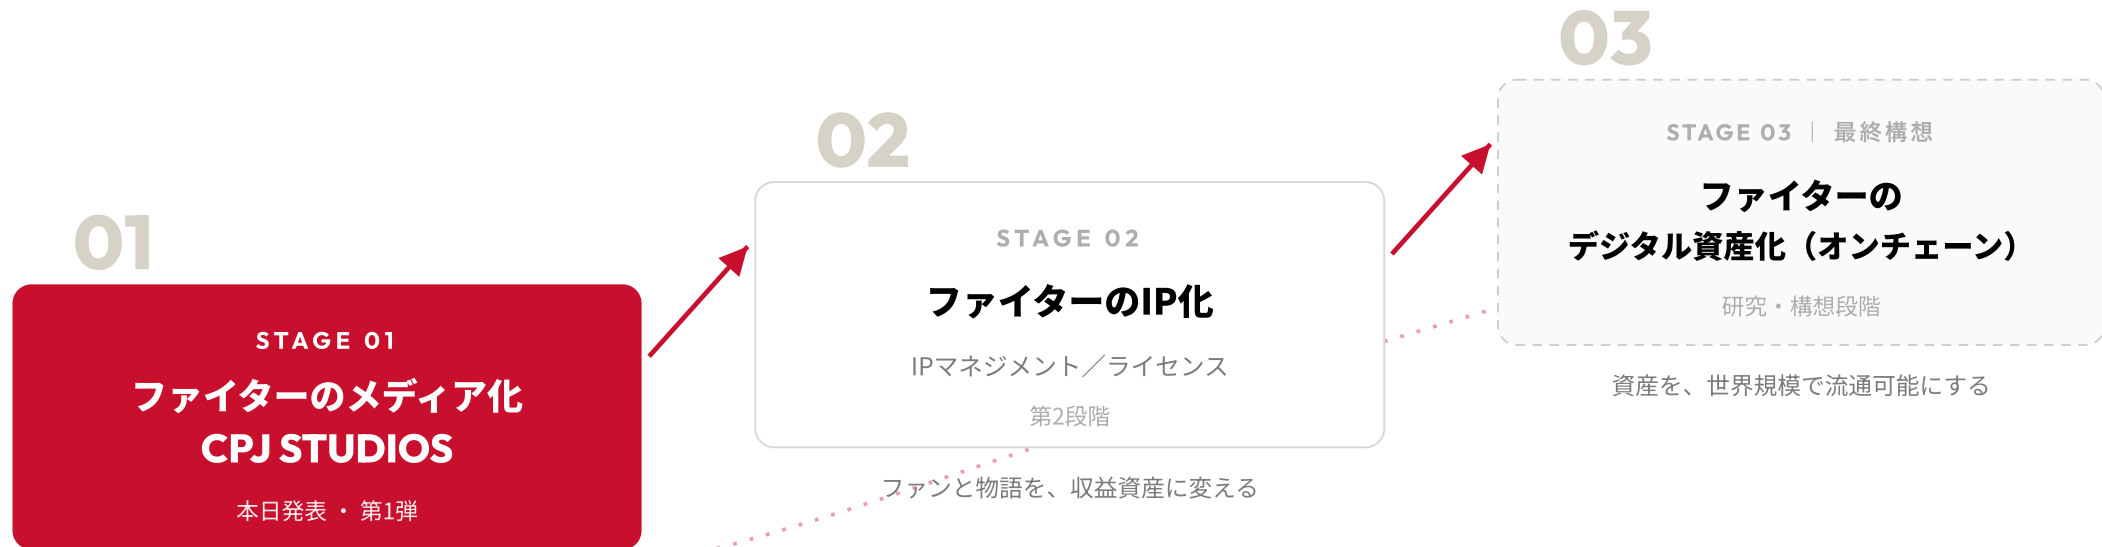 01
STAGE 01
ファイターのメディア化
CPJ STUDIOS
本日発表 ・ 第1弾
02
STAGE 02
ファイターのIP化
IPマネジメント／ライセンス
第2段階
ファンと物語を、収益資産に変える
03
STAGE 03 ｜ 最終構想
ファイターの
デジタル資産化（オンチェーン）
研究・構想段階
資産を、世界規模で流通可能にする